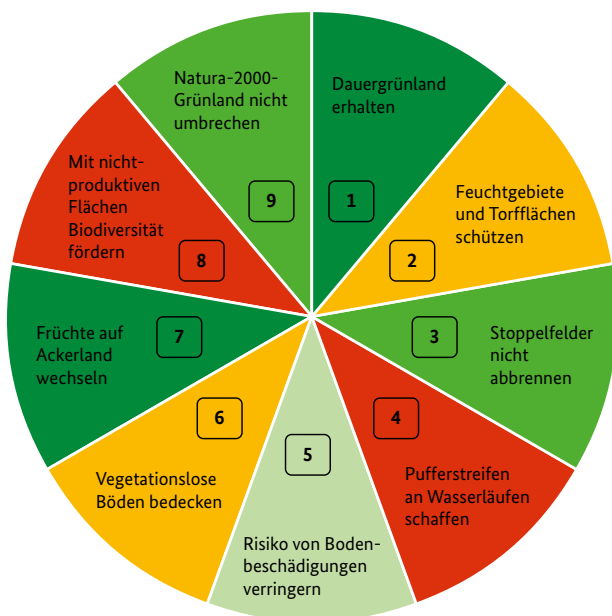 Dauergrünland
erhalten
1
Feuchtgebiete
und Torfflächen
schützen
2
Stoppelfelder
nicht
abbrennen
3
Pufferstreifen
an Wasserläufen
schaffen
4
Risiko von Boden-
beschädigungen
verringern
5
Vegetationslose
Böden bedecken
6
Früchte auf
Ackerland
wechseln
7
Mit nicht-
produktiven
Flächen
Biodiversität
fördern
8
Natura-2000-
Grünland nicht
umbrechen
9